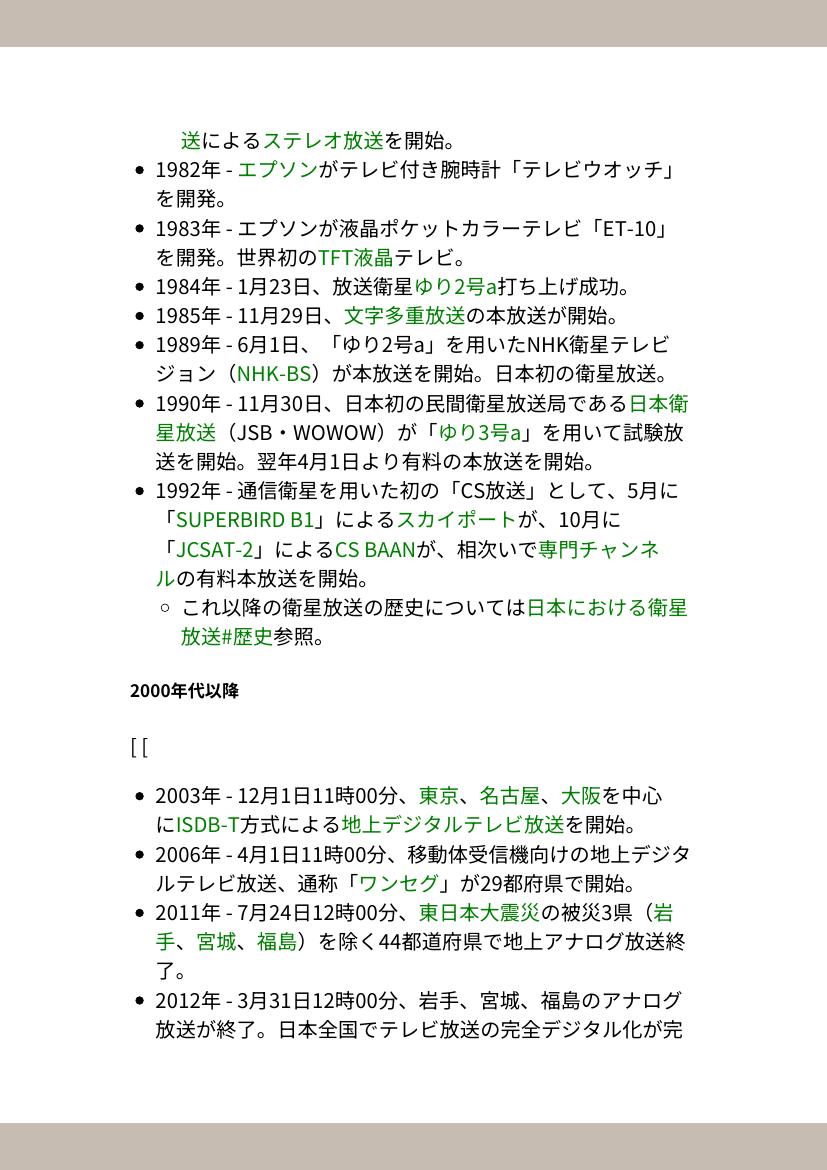 送によるステレオ放送を開始。
• 1982年 - エプソンがテレビ付き腕時計「テレビウオッチ」
を開発。
• 1983年 - エプソンが液晶ポケットカラーテレビ「ET-10」
を開発。世界初のTFT液晶テレビ。
• 1984年 - 1月23日、放送衛星ゆり2号a打ち上げ成功。
• 1985年 - 11月29日、文字多重放送の本放送が開始。
• 1989年 - 6月1日、「ゆり2号a」を用いたNHK衛星テレビ
ジョン（NHK-BS）が本放送を開始。日本初の衛星放送。
• 1990年 - 11月30日、日本初の民間衛星放送局である日本衛
星放送（JSB・WOWOW）が「ゆり3号a」を用いて試験放
送を開始。翌年4月1日より有料の本放送を開始。
• 1992年 - 通信衛星を用いた初の「CS放送」として、5月に
「SUPERBIRD B1」によるスカイポートが、10月に
「JCSAT-2」によるCS BAANが、相次いで専門チャンネ
ルの有料本放送を開始。
◦ これ以降の衛星放送の歴史については日本における衛星
放送#歴史参照。
2000年代以降
[ [
• 2003年 - 12月1日11時00分、東京、名古屋、大阪を中心
にISDB-T方式による地上デジタルテレビ放送を開始。
• 2006年 - 4月1日11時00分、移動体受信機向けの地上デジタ
ルテレビ放送、通称「ワンセグ」が29都府県で開始。
• 2011年 - 7月24日12時00分、東日本大震災の被災3県（岩
手、宮城、福島）を除く44都道府県で地上アナログ放送終
了。
• 2012年 - 3月31日12時00分、岩手、宮城、福島のアナログ
放送が終了。日本全国でテレビ放送の完全デジタル化が完